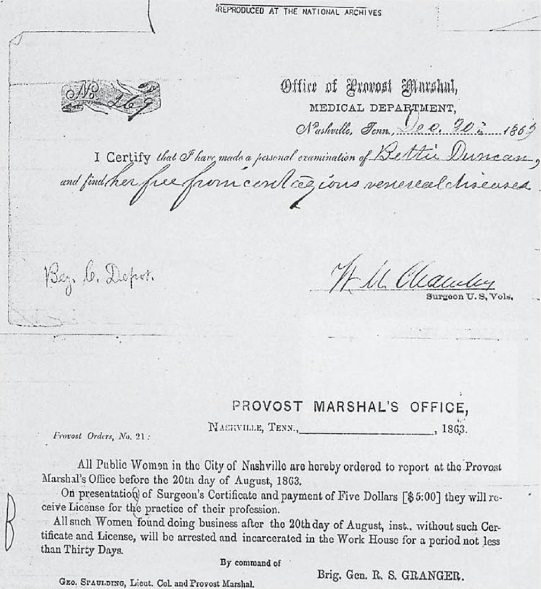 REPRODUCED AT THE NATIONAL ARCHIVES
No. 269
Office of Provost Marshal,
MEDICAL DEPARTMENT,
Nashville, Tenn., Dec. 1863
I Certify that I have made a personal examination of Bettie Duncan,
and find her free from contagious venereal diseases.
C. Depot.
W. M. Chambers
Surgeon U. S. Vols.
PROVOST MARSHAL'S OFFICE,
NASHVILLE, TENN., , 1863.
Provost Orders, No. 21:
All Public Women in the City of Nashville are hereby ordered to report at the Provost
Marshal's Office before the 20th day of August, 1863.
On presentation of Surgeon's Certificate and payment of Five Dollars [$5:00] they will re-
ceive License for the practice of their profession.
All such Women found doing business after the 20th day of August, inst., without such Cer-
tificate and License, will be arrested and incarcerated in the Work House for a period not less
than Thirty Days.
By command of
Brig. Gen. R. S. GRANGER.
GEO. SPAULDING, Lieut. Col. and Provost Marshal.
B